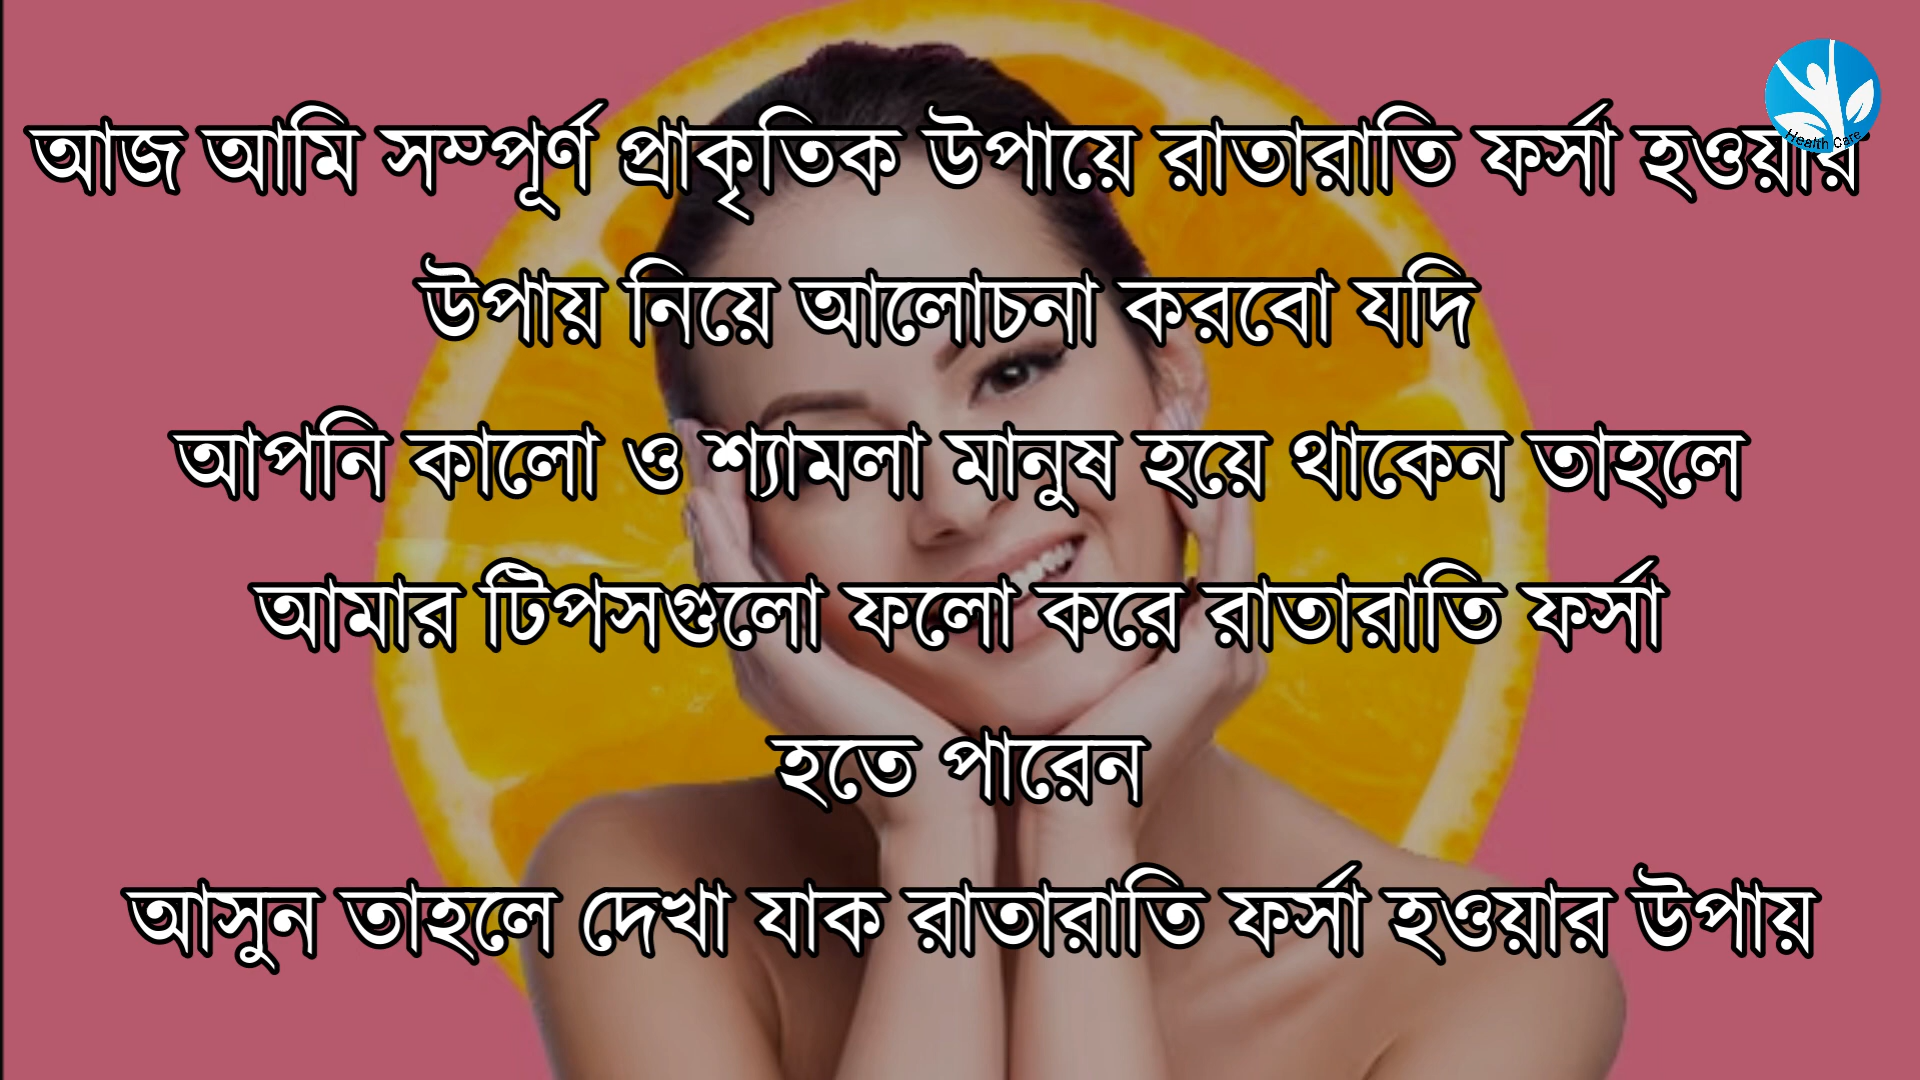 আজ আমি সম্পূর্ণ প্রাকৃতিক উপায়ে রাতারাতি ফর্সা হওয়ার
উপায় নিয়ে আলোচনা করবো যদি
আপনি কালো ও শ্যামলা মানুষ হয়ে থাকেন তাহলে
আমার টিপসগুলো ফলো করে রাতারাতি ফর্সা
হতে পারেন
আসুন তাহলে দেখা যাক রাতারাতি ফর্সা হওয়ার উপায়
Health Care